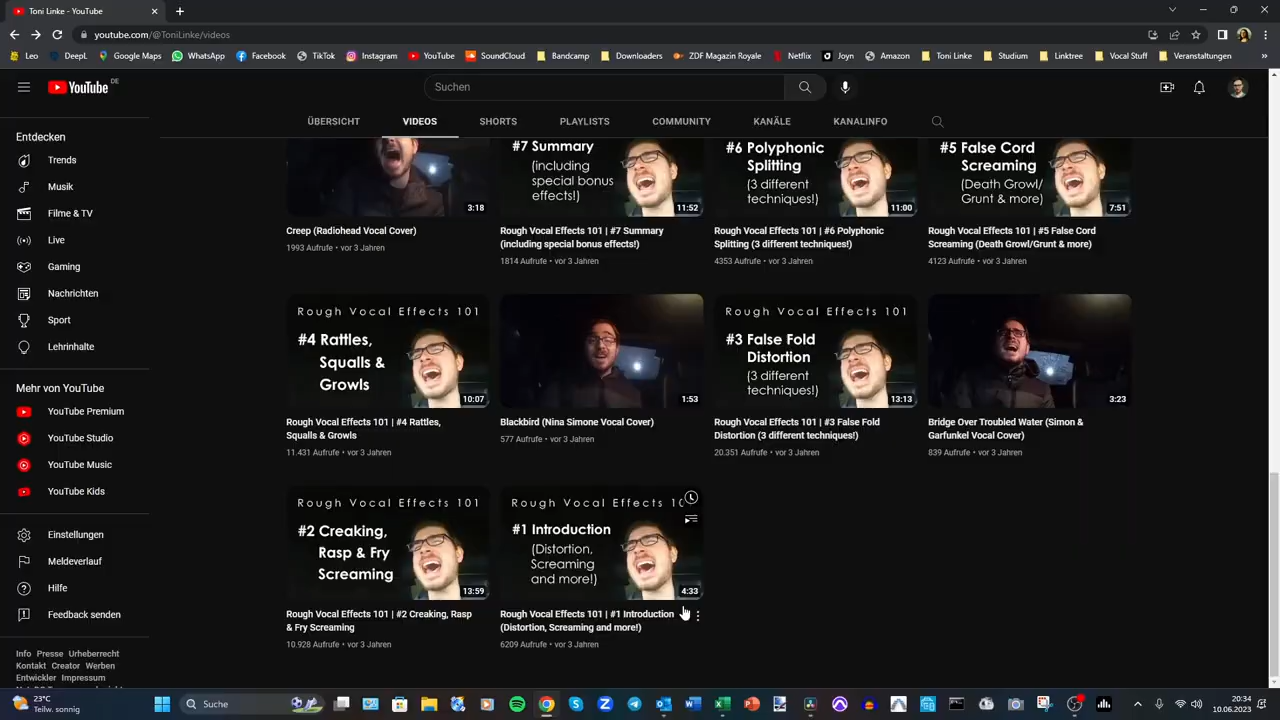 Toni Linke - YouTube
youtube.com/@ToniLinke/videos
Leo DeepL Google Maps WhatsApp Facebook TikTok Instagram YouTube SoundCloud Bandcamp Downloaders ZDF Magazin Royale Netflix Joyn Amazon Toni Linke Studium Linktree Vocal Stuff Veranstaltungen
YouTube DE
Suchen
ÜBERSICHT VIDEOS SHORTS PLAYLISTS COMMUNITY KANÄLE KANALINFO
Entdecken
Trends
Musik
Filme & TV
Live
Gaming
Nachrichten
Sport
Lehrinhalte
Mehr von YouTube
YouTube Premium
YouTube Studio
YouTube Music
YouTube Kids
Einstellungen
Meldeverlauf
Hilfe
Feedback senden
Info Presse Urheberrecht
Kontakt Creator Werben
Entwickler Impressum
3:18
Creep (Radiohead Vocal Cover)
1993 Aufrufe • vor 3 Jahren
#7 Summary
(including
special bonus
effects!)
11:52
Rough Vocal Effects 101 | #7 Summary
(including special bonus effects!)
1814 Aufrufe • vor 3 Jahren
#6 Polyphonic
Splitting
(3 different
techniques!)
11:00
Rough Vocal Effects 101 | #6 Polyphonic
Splitting (3 different techniques!)
4353 Aufrufe • vor 3 Jahren
#5 False Cord
Screaming
(Death Growl/
Grunt & more)
7:51
Rough Vocal Effects 101 | #5 False Cord
Screaming (Death Growl/Grunt & more)
4123 Aufrufe • vor 3 Jahren
Rough Vocal Effects 101
#4 Rattles,
Squalls &
Growls
10:07
Rough Vocal Effects 101 | #4 Rattles,
Squalls & Growls
11.431 Aufrufe • vor 3 Jahren
1:53
Blackbird (Nina Simone Vocal Cover)
577 Aufrufe • vor 3 Jahren
Rough Vocal Effects 101
#3 False Fold
Distortion
(3 different
techniques!)
13:13
Rough Vocal Effects 101 | #3 False Fold
Distortion (3 different techniques!)
20.351 Aufrufe • vor 3 Jahren
3:23
Bridge Over Troubled Water (Simon &
Garfunkel Vocal Cover)
839 Aufrufe • vor 3 Jahren
Rough Vocal Effects 101
#2 Creaking,
Rasp & Fry
Screaming
13:59
Rough Vocal Effects 101 | #2 Creaking, Rasp
& Fry Screaming
10.928 Aufrufe • vor 3 Jahren
Rough Vocal Effects 10
#1 Introduction
(Distortion,
Screaming
and more!)
4:33
Rough Vocal Effects 101 | #1 Introduction
(Distortion, Screaming and more!)
6209 Aufrufe • vor 3 Jahren
23°C
Teilw. sonnig
Suche
20:34
10.06.2023